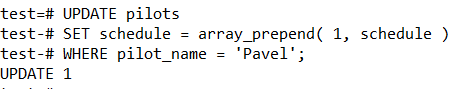 test=# UPDATE pilots
test-# SET schedule = array_prepend( 1, schedule )
test-# WHERE pilot_name = 'Pavel';
UPDATE 1